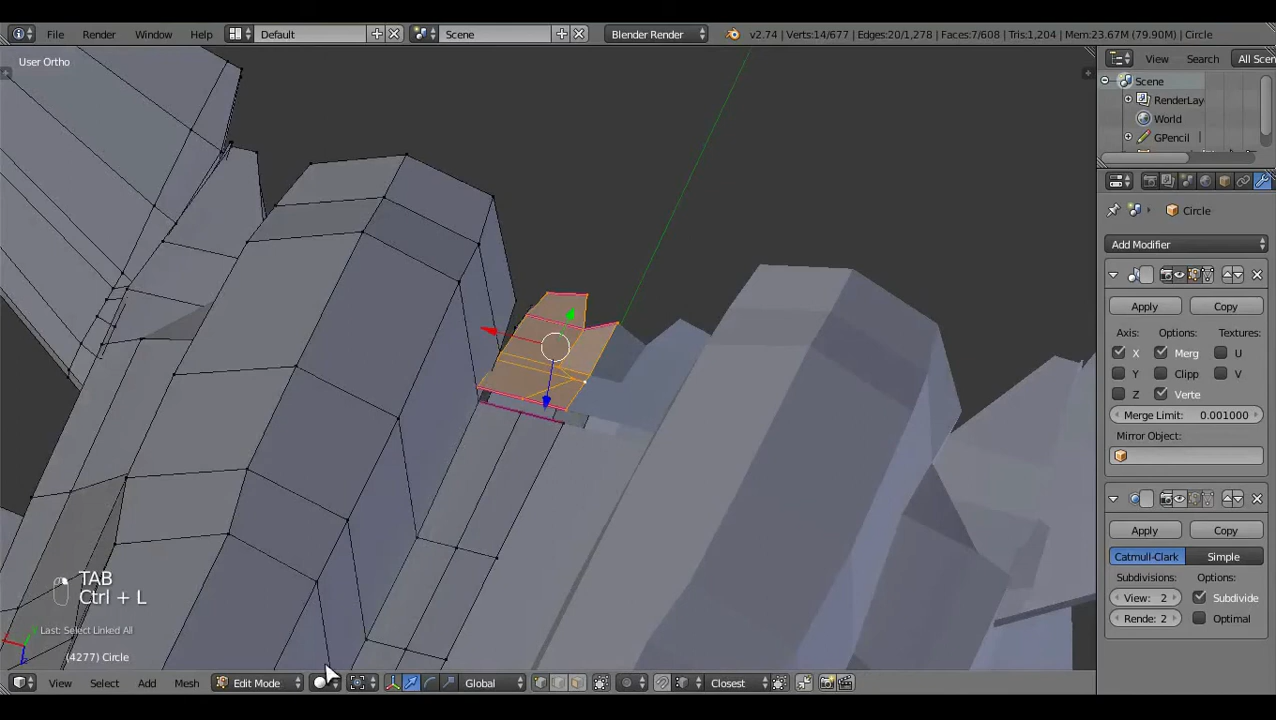 File Render Window Help Default Scene Blender Render v2.74 | Verts:14/677 | Edges:20/1,278 | Faces:7/608 | Tris:1,204 | Mem:23.67M (79.90M) | Circle
User Ortho
View Search All Scen
Scene
RenderLay
World
GPencil
Circle
Add Modifier
Apply Copy
Axis: Options: Textures:
X Merg U
Y Clipp V
Z Verte
Merge Limit: 0.001000
Mirror Object:
Apply Copy
Catmull-Clark Simple
Subdivisions: Options:
View: 2 Subdivide
Rende: 2 Optimal
TAB
Ctrl + L
Last: Select Linked All
(4277) Circle
View Select Add Mesh Edit Mode Global Closest